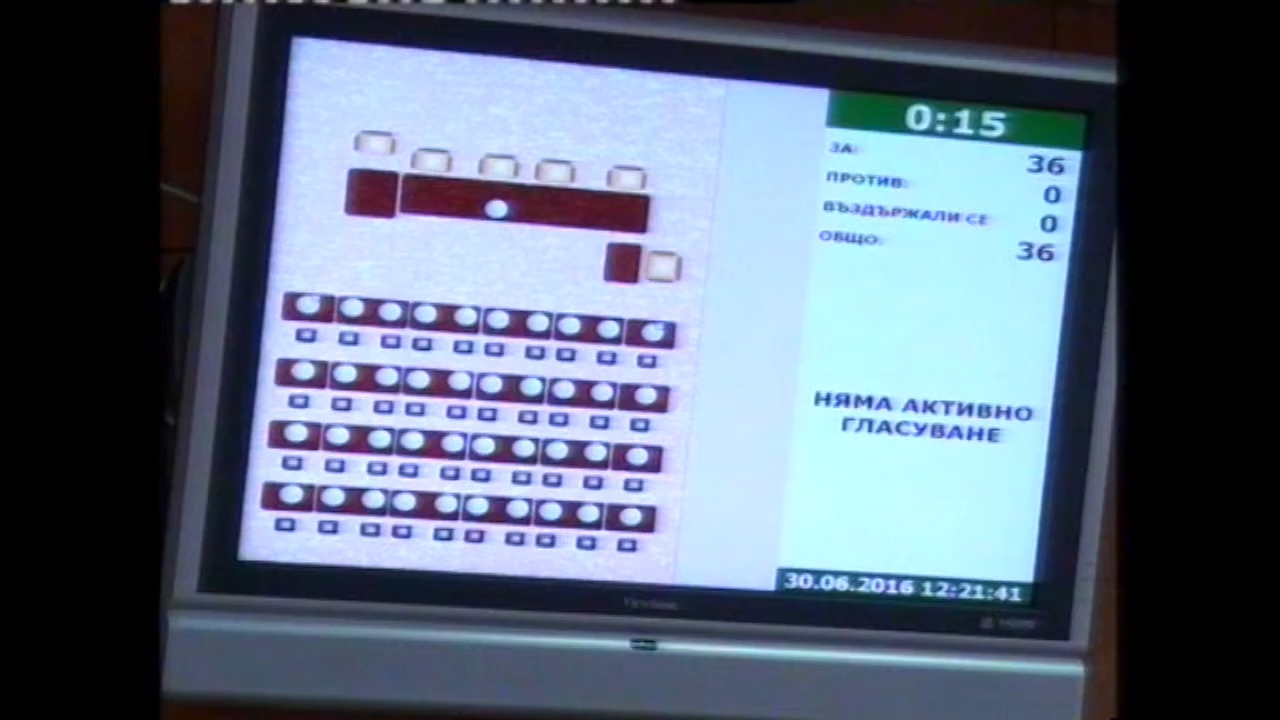 0:15
ЗА: 36
ПРОТИВ: 0
ВЪЗДЪРЖАЛИ СЕ 0
ОБЩО: 36
НЯМА АКТИВНО
ГЛАСУВАНЕ
30.06.2016 12:21:41